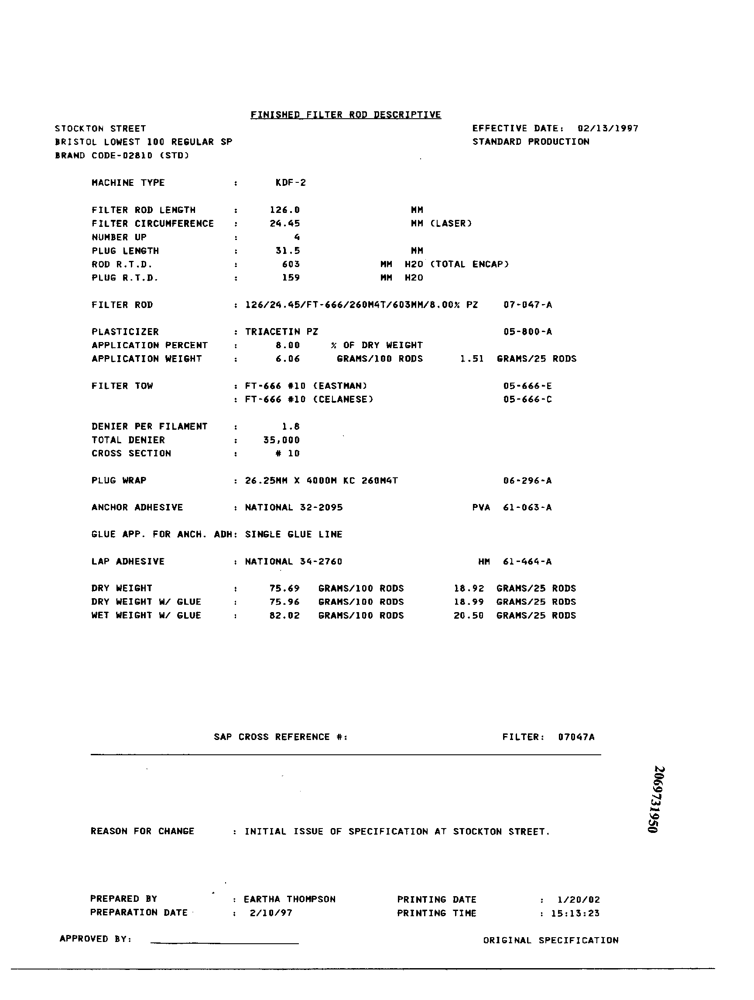 FINISHED FILTER ROD DESCRIPTIVE
STOCKTON STREET EFFECTIVE DATE: 02/13/1997
BRISTOL LOWEST 100 REGULAR SP STANDARD PRODUCTION
BRAND CODE-02810 (STD)
MACHINE TYPE : KDF-2
FILTER ROD LENGTH : 126.0 MM
FILTER CIRCUMFERENCE : 24.45 MM (LASER)
NUMBER UP : 4
PLUG LENGTH : 31.5 MM
ROD R.T.D. : 603 MM H2O (TOTAL ENCAP)
PLUG R.T.D. : 159 MM H2O
FILTER ROD : 126/24.45/FT-666/260M4T/603MM/8.00% PZ 07-047-A
PLASTICIZER : TRIACETIN PZ 05-800-A
APPLICATION PERCENT : 8.00 % OF DRY WEIGHT
APPLICATION WEIGHT : 6.06 GRAMS/100 RODS 1.51 GRAMS/25 RODS
FILTER TOW : FT-666 #10 (EASTMAN) 05-666-E
: FT-666 #10 (CELANESE) 05-666-C
DENIER PER FILAMENT : 1.8
TOTAL DENIER : 35,000
CROSS SECTION : # 10
PLUG WRAP : 26.25MM X 4000M KC 260M4T 06-296-A
ANCHOR ADHESIVE : NATIONAL 32-2095 PVA 61-063-A
GLUE APP. FOR ANCH. ADH: SINGLE GLUE LINE
LAP ADHESIVE : NATIONAL 34-2760 HM 61-464-A
DRY WEIGHT : 75.69 GRAMS/100 RODS 18.92 GRAMS/25 RODS
DRY WEIGHT W/ GLUE : 75.96 GRAMS/100 RODS 18.99 GRAMS/25 RODS
WET WEIGHT W/ GLUE : 82.02 GRAMS/100 RODS 20.50 GRAMS/25 RODS
SAP CROSS REFERENCE #: FILTER: 07047A
2069731950
REASON FOR CHANGE : INITIAL ISSUE OF SPECIFICATION AT STOCKTON STREET.
PREPARED BY : EARTHA THOMPSON PRINTING DATE : 1/20/02
PREPARATION DATE : 2/10/97 PRINTING TIME : 15:13:23
APPROVED BY: ORIGINAL SPECIFICATION